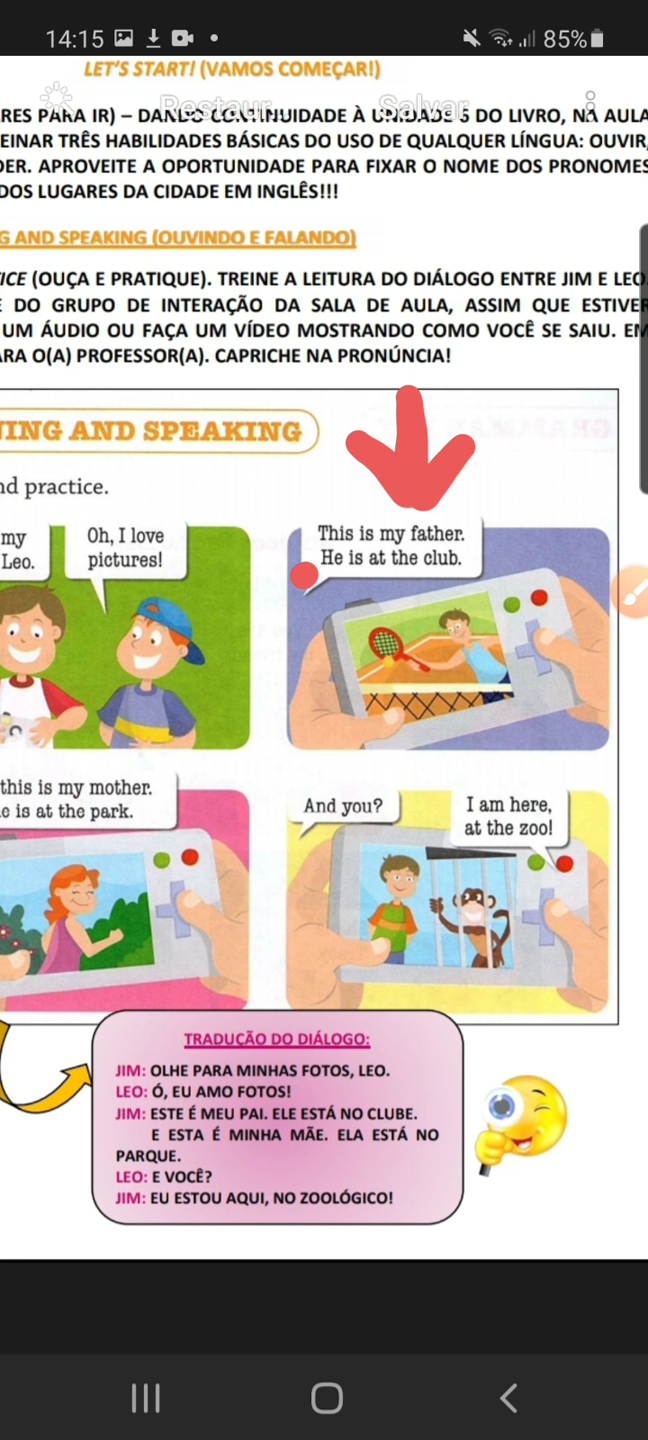 14:15
85%
LET'S START! (VAMOS COMEÇAR!)
Restaur... Salvar
RES PARA IR) – DANDO CONTINUIDADE À UNIDADE 5 DO LIVRO, NA AULA
EINAR TRÊS HABILIDADES BÁSICAS DO USO DE QUALQUER LÍNGUA: OUVIR,
DER. APROVEITE A OPORTUNIDADE PARA FIXAR O NOME DOS PRONOMES
DOS LUGARES DA CIDADE EM INGLÊS!!!
G AND SPEAKING (OUVINDO E FALANDO)
ICE (OUÇA E PRATIQUE). TREINE A LEITURA DO DIÁLOGO ENTRE JIM E LEO.
E DO GRUPO DE INTERAÇÃO DA SALA DE AULA, ASSIM QUE ESTIVER
UM ÁUDIO OU FAÇA UM VÍDEO MOSTRANDO COMO VOCÊ SE SAIU. EM
ARA O(A) PROFESSOR(A). CAPRICHE NA PRONÚNCIA!
NING AND SPEAKING
nd practice.
my
Leo.
Oh, I love
pictures!
This is my father.
He is at the club.
this is my mother.
e is at the park.
And you?
I am here,
at the zoo!
TRADUÇÃO DO DIÁLOGO:
JIM: OLHE PARA MINHAS FOTOS, LEO.
LEO: Ó, EU AMO FOTOS!
JIM: ESTE É MEU PAI. ELE ESTÁ NO CLUBE.
E ESTA É MINHA MÃE. ELA ESTÁ NO
PARQUE.
LEO: E VOCÊ?
JIM: EU ESTOU AQUI, NO ZOOLÓGICO!